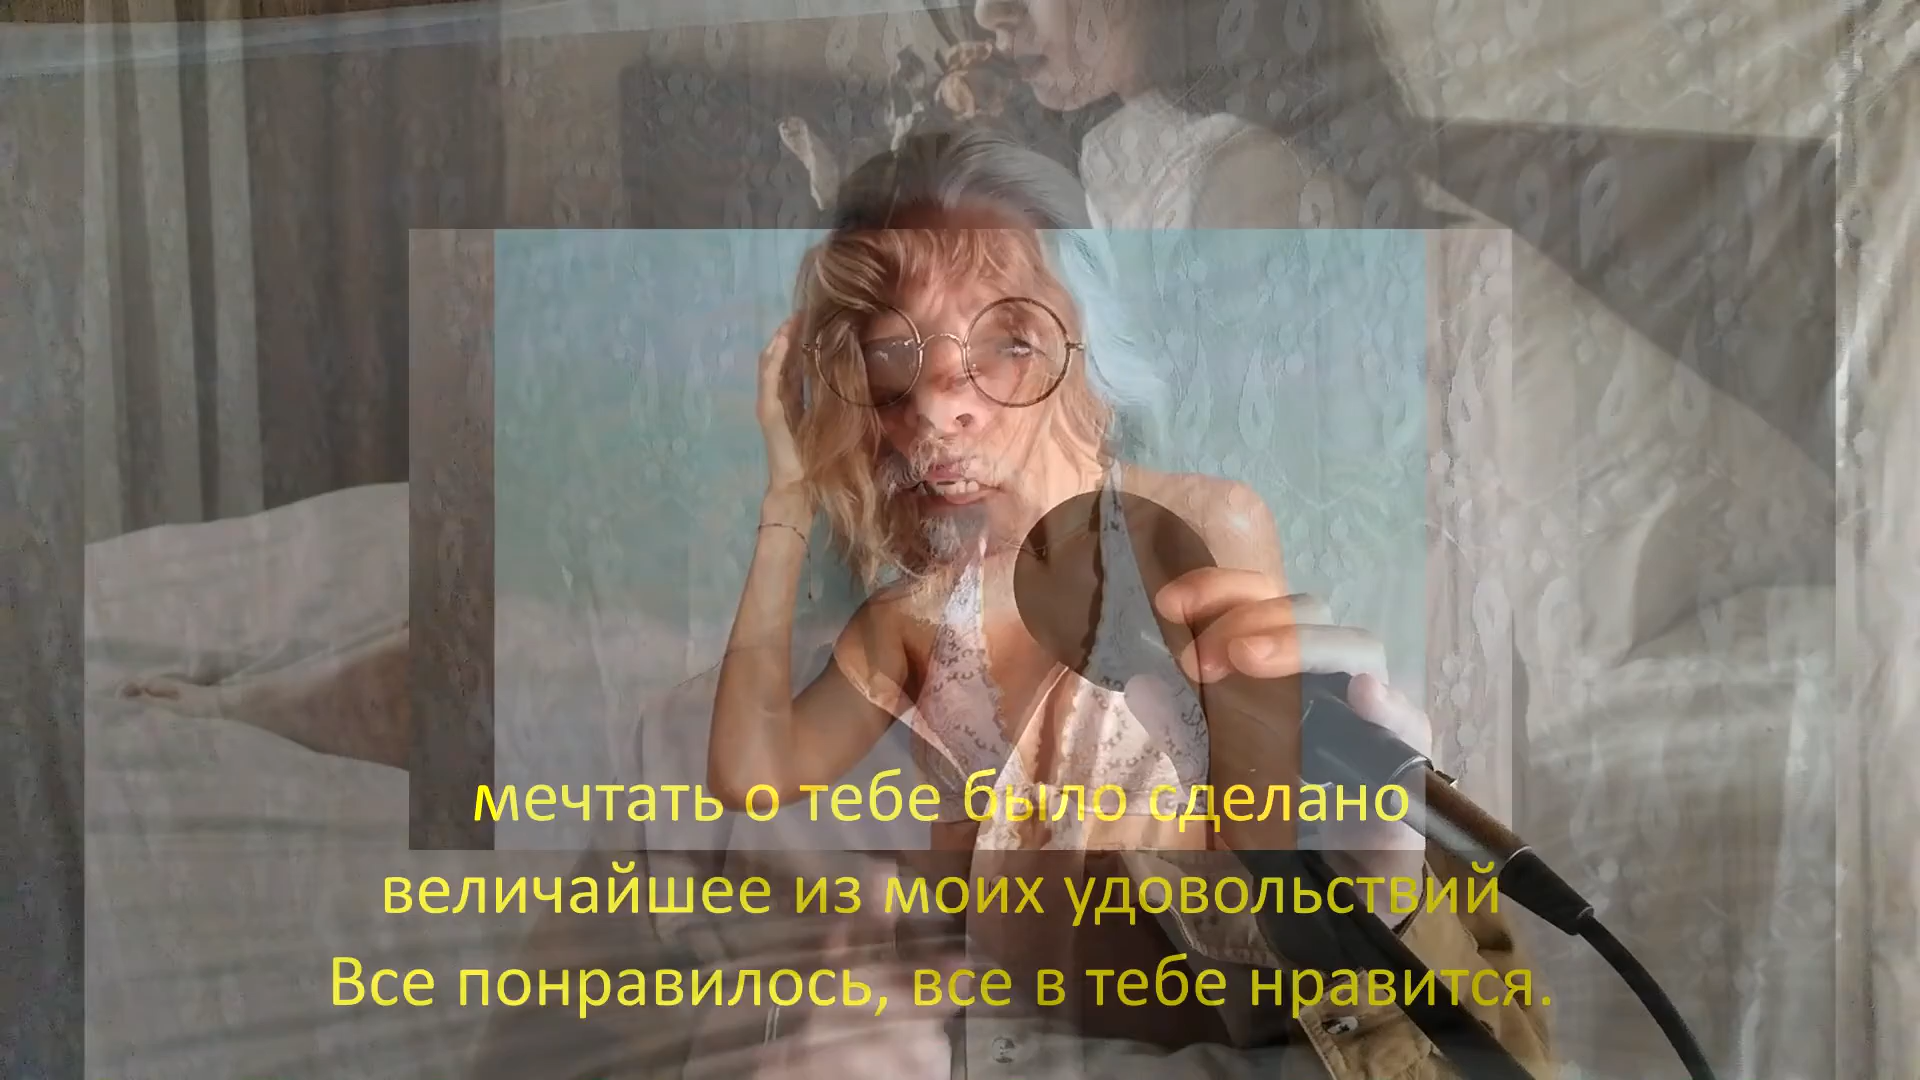 мечтать о тебе было сделано
величайшее из моих удовольствий
Все понравилось, все в тебе нравится.